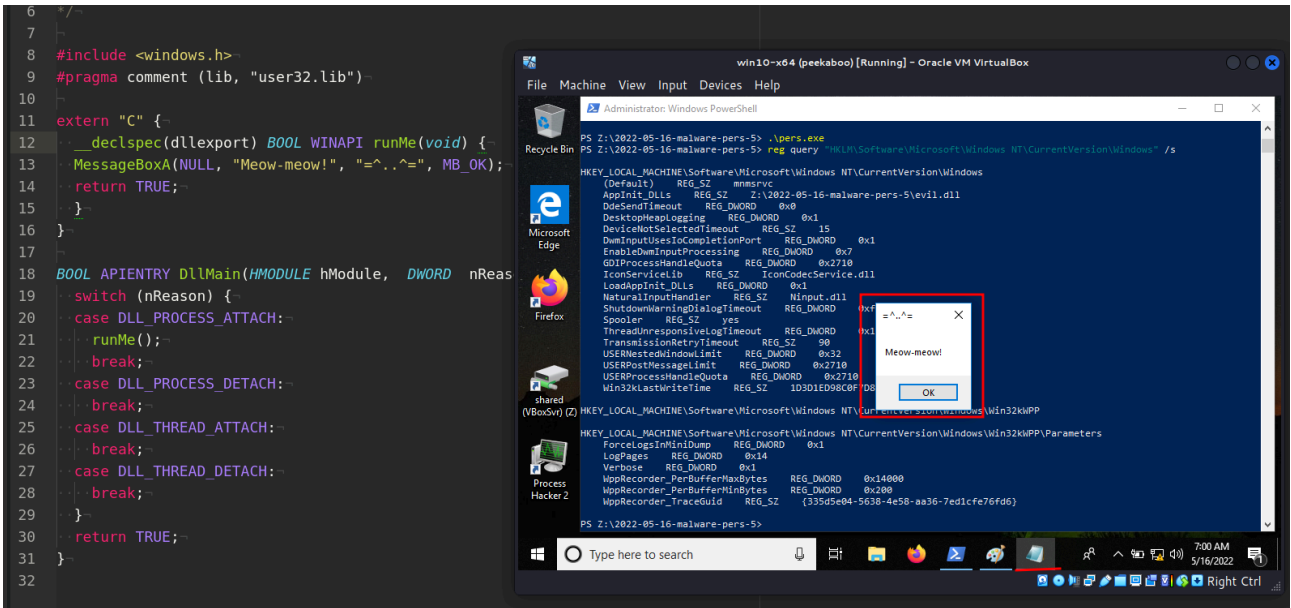 6 */¬
7 ¬
8 #include <windows.h>¬
9 #pragma comment (lib, "user32.lib")¬
10 ¬
11 extern "C" {¬
12 __declspec(dllexport) BOOL WINAPI runMe(void) {¬
13 MessageBoxA(NULL, "Meow-meow!", "=^..^=", MB_OK);¬
14 return TRUE;¬
15 }¬
16 }¬
17 ¬
18 BOOL APIENTRY DllMain(HMODULE hModule, DWORD nReas
19 switch (nReason) {¬
20 case DLL_PROCESS_ATTACH:¬
21 runMe();¬
22 break;¬
23 case DLL_PROCESS_DETACH:¬
24 break;¬
25 case DLL_THREAD_ATTACH:¬
26 break;¬
27 case DLL_THREAD_DETACH:¬
28 break;¬
29 }¬
30 return TRUE;¬
31 }¬
32
win10-x64 (peekaboo) [Running] - Oracle VM VirtualBox
File Machine View Input Devices Help
Recycle Bin
Microsoft
Edge
Firefox
shared
(VBoxSvr) (Z)
Process
Hacker 2
Administrator: Windows PowerShell
PS Z:\2022-05-16-malware-pers-5> .\pers.exe
PS Z:\2022-05-16-malware-pers-5> reg query "HKLM\Software\Microsoft\Windows NT\CurrentVersion\Windows" /s
HKEY_LOCAL_MACHINE\Software\Microsoft\Windows NT\CurrentVersion\Windows
(Default) REG_SZ mnmsrvc
AppInit_DLLs REG_SZ Z:\2022-05-16-malware-pers-5\evil.dll
DdeSendTimeout REG_DWORD 0x0
DesktopHeapLogging REG_DWORD 0x1
DeviceNotSelectedTimeout REG_SZ 15
DwmInputUsesIoCompletionPort REG_DWORD 0x1
EnableDwmInputProcessing REG_DWORD 0x7
GDIProcessHandleQuota REG_DWORD 0x2710
IconServiceLib REG_SZ IconCodecService.dll
LoadAppInit_DLLs REG_DWORD 0x1
NaturalInputHandler REG_SZ Ninput.dll
ShutdownWarningDialogTimeout REG_DWORD 0xf
Spooler REG_SZ yes
ThreadUnresponsiveLogTimeout REG_DWORD 0x1
TransmissionRetryTimeout REG_SZ 90
USERNestedWindowLimit REG_DWORD 0x32
USERPostMessageLimit REG_DWORD 0x2710
USERProcessHandleQuota REG_DWORD 0x2710
Win32kLastWriteTime REG_SZ 1D3D1ED98C0F7D8
HKEY_LOCAL_MACHINE\Software\Microsoft\Windows NT\CurrentVersion\Windows\Win32kWPP
HKEY_LOCAL_MACHINE\Software\Microsoft\Windows NT\CurrentVersion\Windows\Win32kWPP\Parameters
ForceLogsInMiniDump REG_DWORD 0x1
LogPages REG_DWORD 0x14
Verbose REG_DWORD 0x1
WppRecorder_PerBufferMaxBytes REG_DWORD 0x14000
WppRecorder_PerBufferMinBytes REG_DWORD 0x200
WppRecorder_TraceGuid REG_SZ {335d5e04-5638-4e58-aa36-7ed1cfe76fd6}
PS Z:\2022-05-16-malware-pers-5>
=^..^=
Meow-meow!
OK
Type here to search
7:00 AM
5/16/2022
1
Right Ctrl